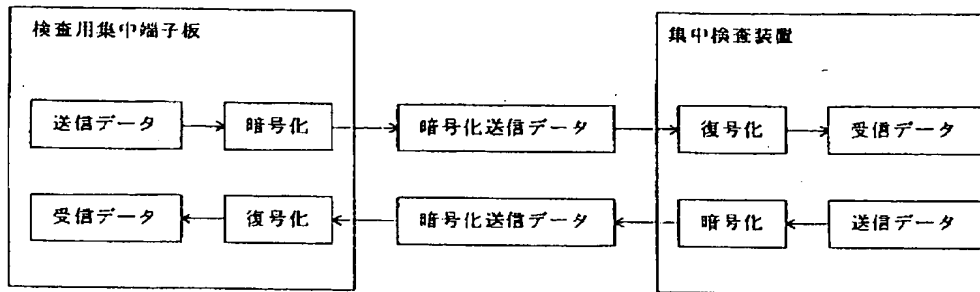 検査用集中端子板
集中検査装置
送信データ
暗号化
暗号化送信データ
復号化
受信データ
受信データ
復号化
暗号化送信データ
暗号化
送信データ